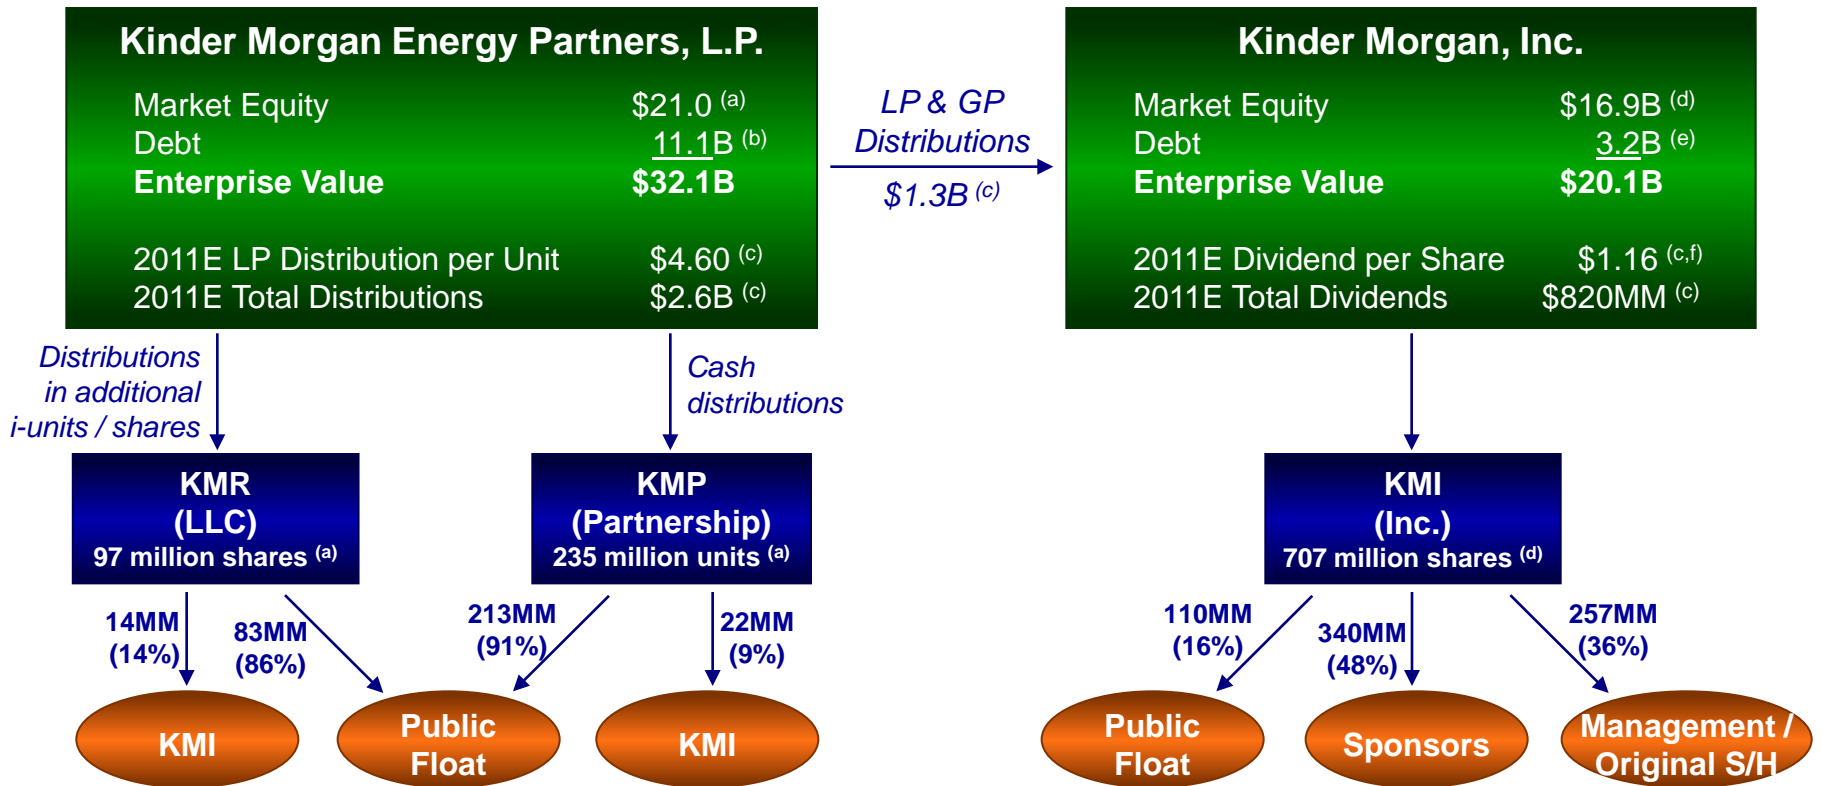 Kinder Morgan Energy Partners, L.P.
Market Equity $21.0 (a)
Debt 11.1B (b)
Enterprise Value $32.1B
2011E LP Distribution per Unit $4.60 (c)
2011E Total Distributions $2.6B (c)
LP & GP
Distributions
$1.3B (c)
Kinder Morgan, Inc.
Market Equity $16.9B (d)
Debt 3.2B (e)
Enterprise Value $20.1B
2011E Dividend per Share $1.16 (c,f)
2011E Total Dividends $820MM (c)
Distributions
in additional
i-units / shares
Cash
distributions
KMR
(LLC)
97 million shares (a)
KMP
(Partnership)
235 million units (a)
KMI
(Inc.)
707 million shares (d)
14MM
(14%)
83MM
(86%)
213MM
(91%)
22MM
(9%)
110MM
(16%)
340MM
(48%)
257MM
(36%)
KMI
Public
Float
KMI
Public
Float
Sponsors
Management /
Original S/H